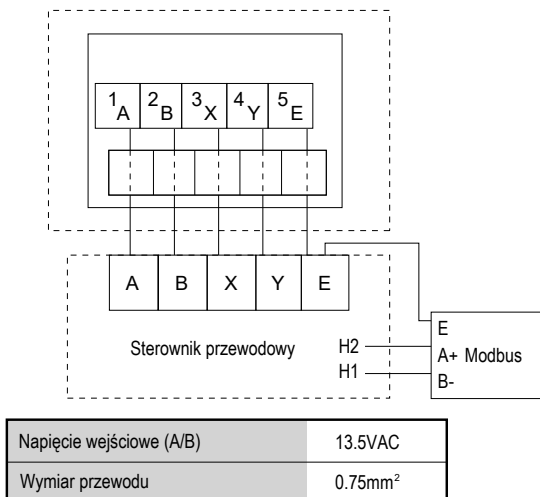 1A 2B 3X 4Y 5E
A B X Y E
Sterownik przewodowy
H2
H1
E
A+ Modbus
B-
Napięcie wejściowe (A/B) 13.5VAC
Wymiar przewodu 0.75mm²